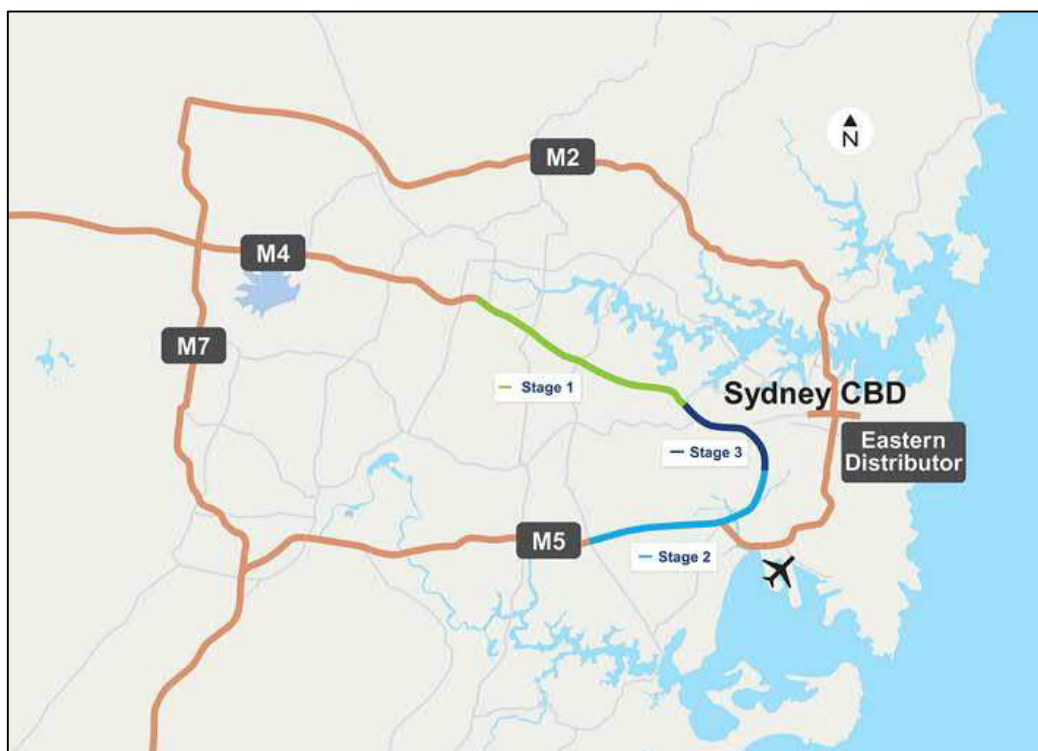 N
M2
M4
M7
Stage 1
Sydney CBD
Eastern
Distributor
Stage 3
M5
Stage 2